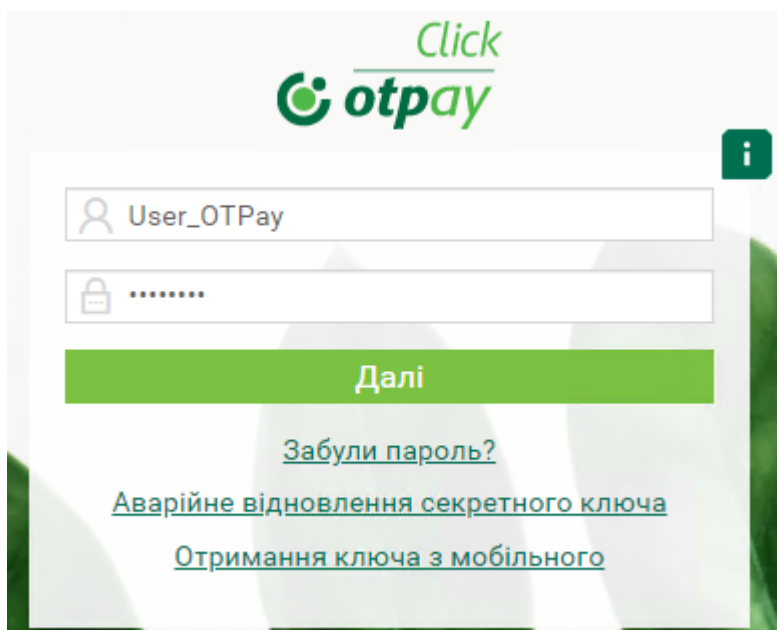 Click
otpay
i
User_OTPay
••••••••
Далі
Забули пароль?
Аварійне відновлення секретного ключа
Отримання ключа з мобільного